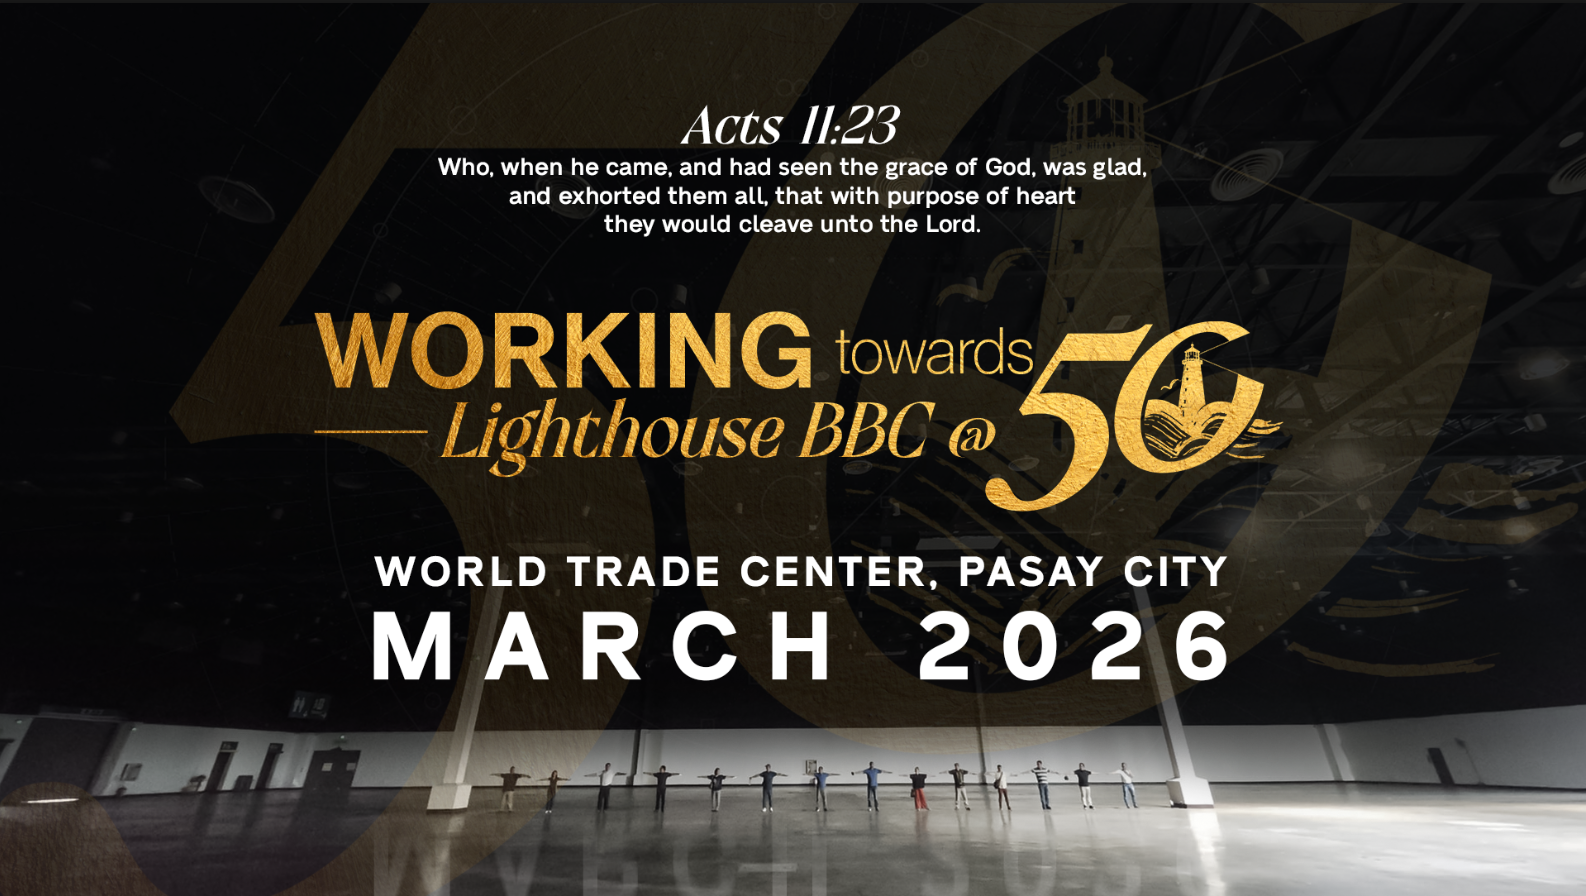 Acts 11:23
Who, when he came, and had seen the grace of God, was glad,
and exhorted them all, that with purpose of heart
they would cleave unto the Lord.
WORKING towards 50
Lighthouse BBC @
WORLD TRADE CENTER, PASAY CITY
MARCH 2026